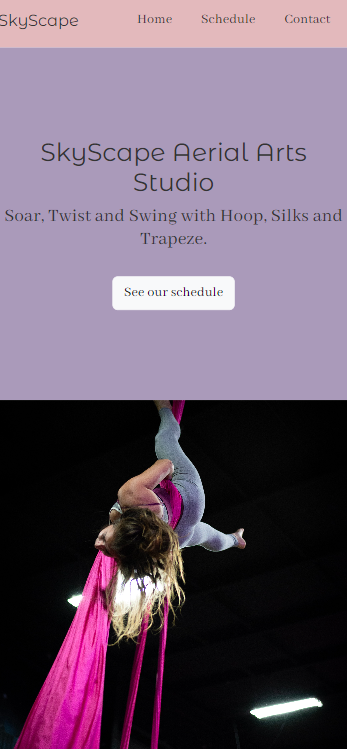 SkyScape
Home Schedule Contact
SkyScape Aerial Arts
Studio
Soar, Twist and Swing with Hoop, Silks and
Trapeze.
See our schedule